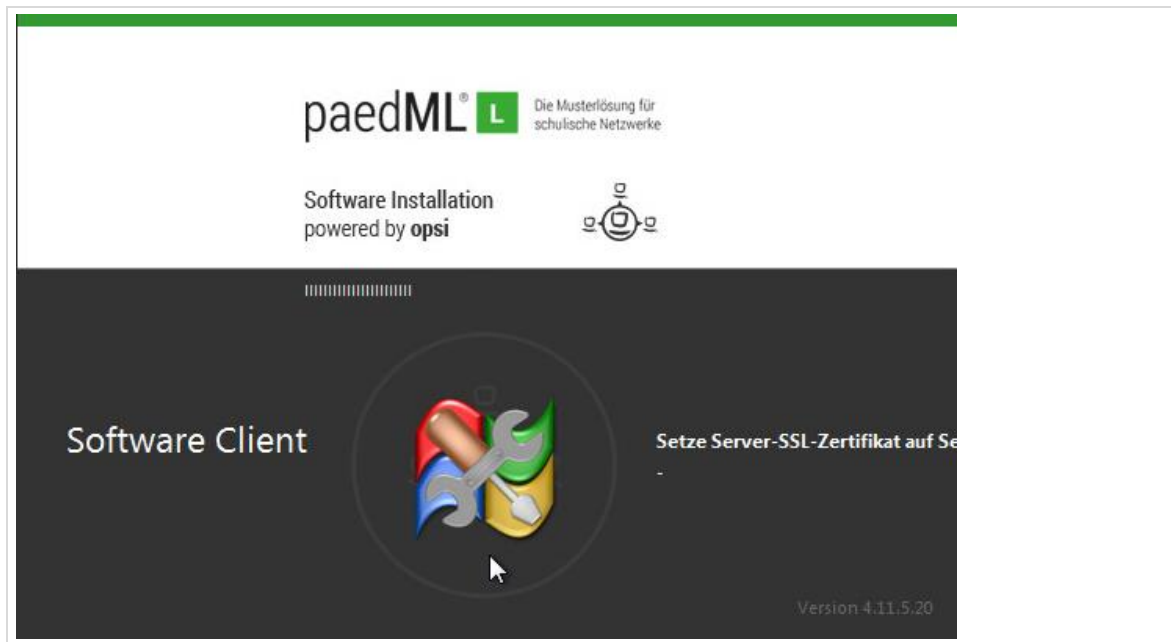 paedML® L
Die Musterlösung für
schulische Netzwerke
Software Installation
powered by opsi
Software Client
Setze Server-SSL-Zertifikat auf Se
-
Version 4.11.5.20